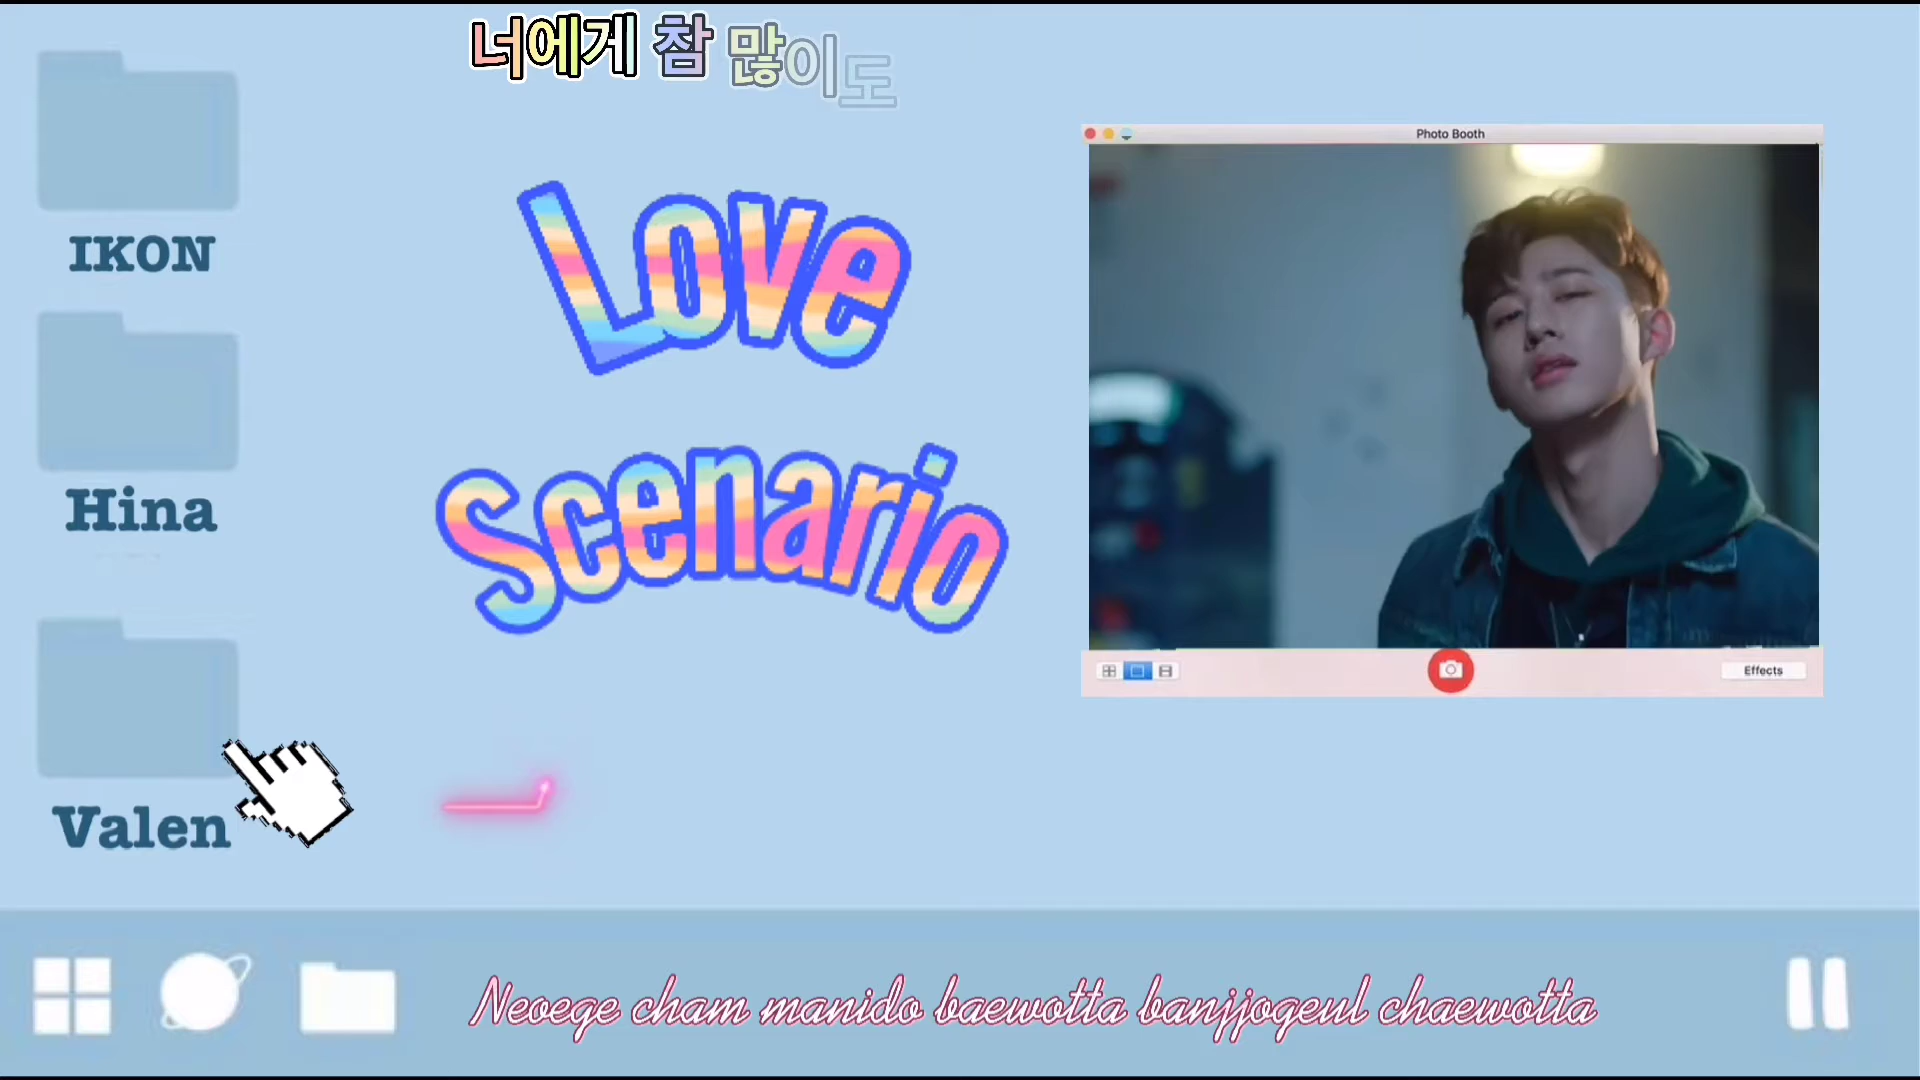 너에게 참 많이도
Photo Booth
IKON
Love
Scenario
Hina
Effects
Valen
Neoege cham manido baewotta banjjogeul chaewotta